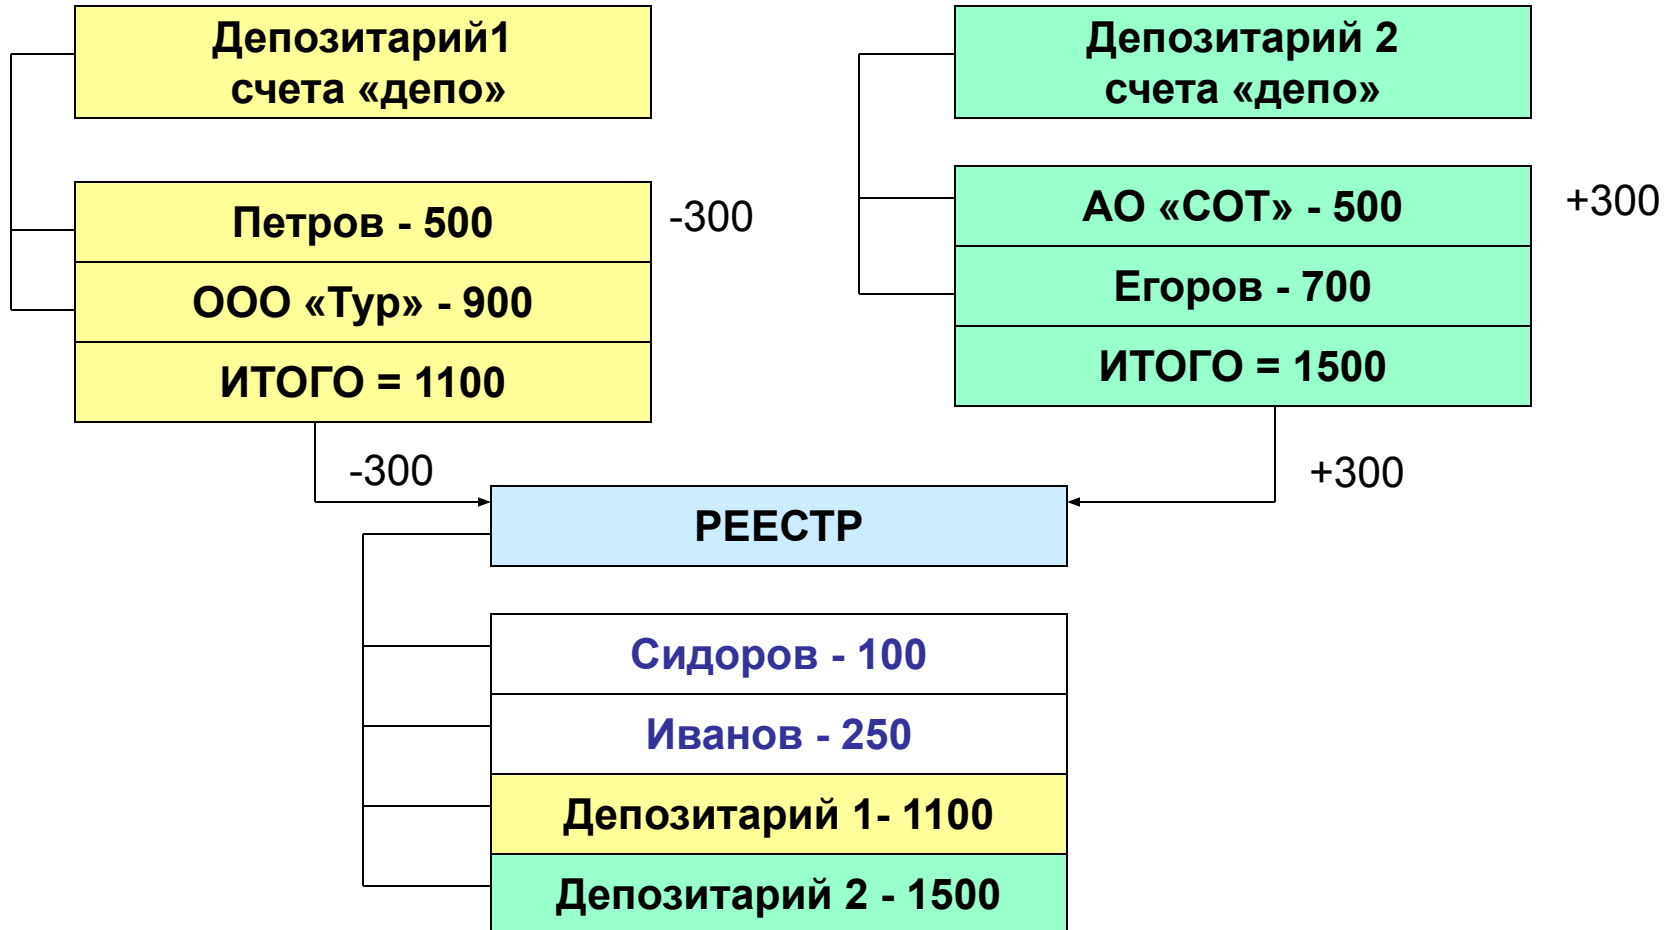 Депозитарий1
счета «депо»
Депозитарий 2
счета «депо»
Петров - 500
-300
ООО «Тур» - 900
ИТОГО = 1100
АО «СОТ» - 500
+300
Егоров - 700
ИТОГО = 1500
-300
+300
РЕЕСТР
Сидоров - 100
Иванов - 250
Депозитарий 1- 1100
Депозитарий 2 - 1500